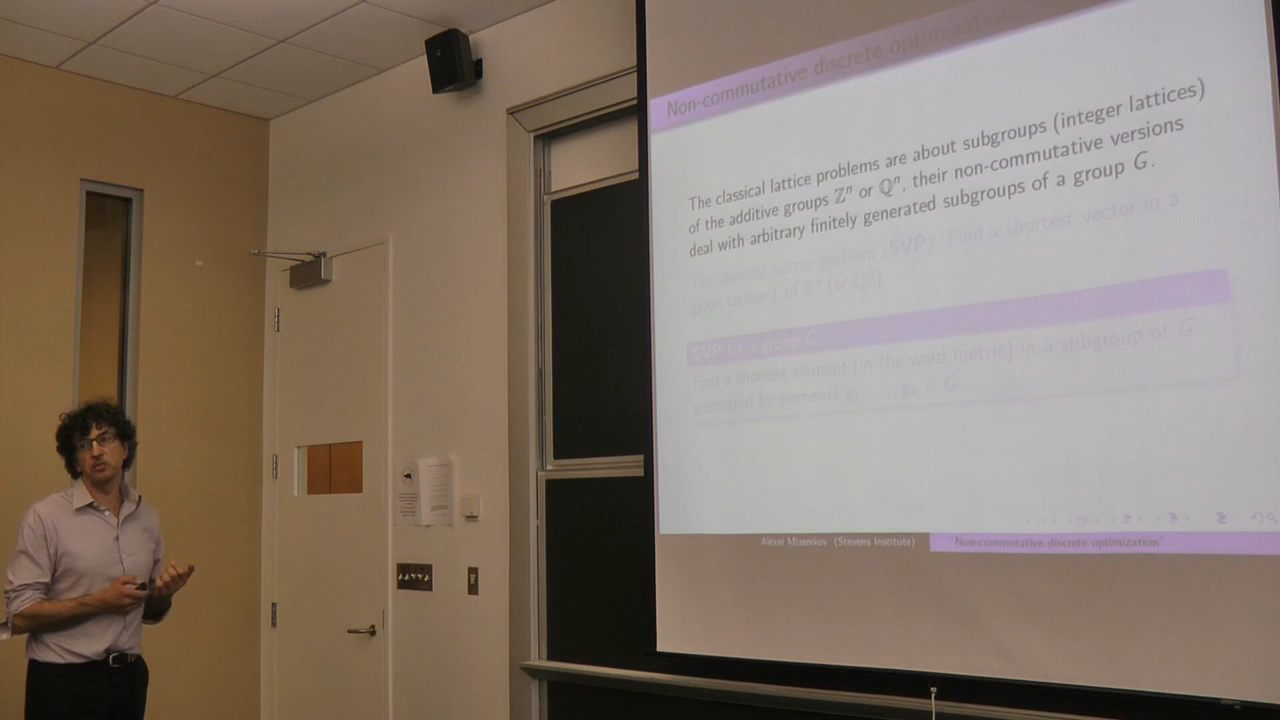 Non-commutative discrete optimization
The classical lattice problems are about subgroups (integer lattices)
of the additive groups ℤⁿ or ℚⁿ, their non-commutative versions
deal with arbitrary finitely generated subgroups of a group G.
The shortest vector problem (SVP): Find a shortest vector in a
given lattice L of ℤⁿ (or ℚⁿ)
SVP for a group G
Find a shortest element (in the word metric) in a subgroup of G
generated by elements g₁, ∈ G
Alexei Miasnikov (Stevens Institute)
"Non-commutative discrete optimization"